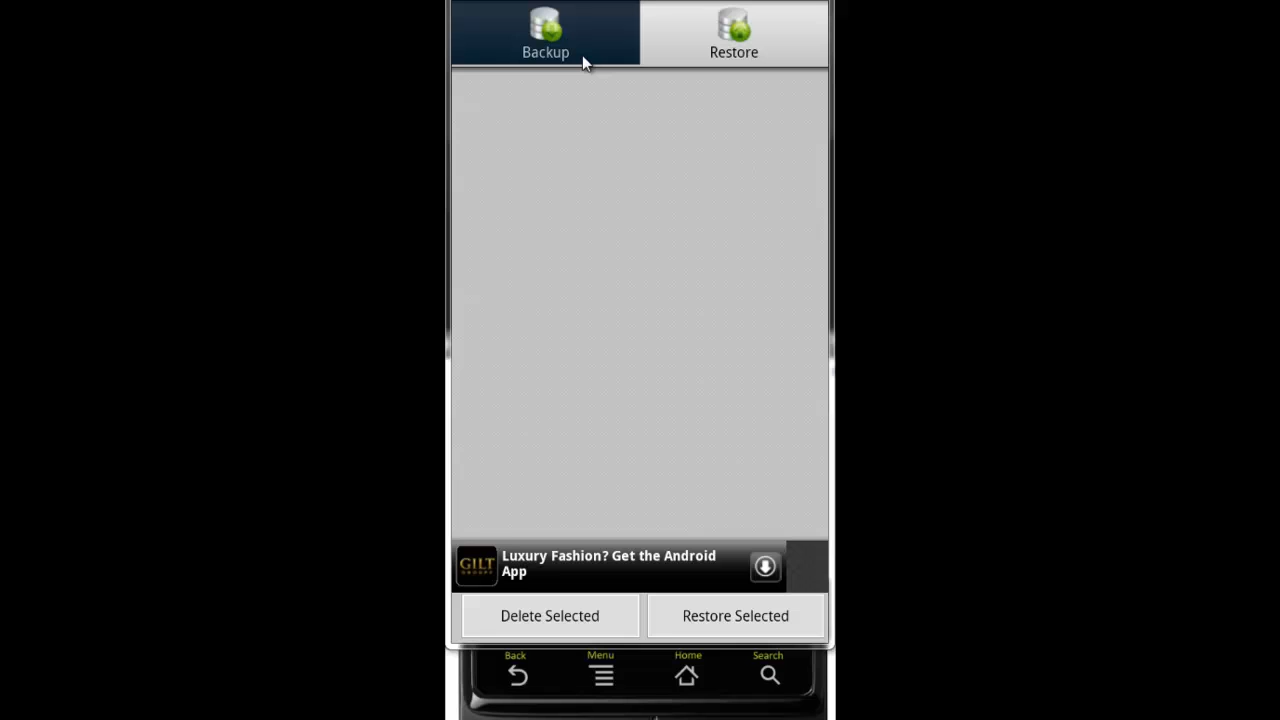 Backup
Restore
GILT
Luxury Fashion? Get the Android
App
Delete Selected
Restore Selected
Back
Menu
Home
Search